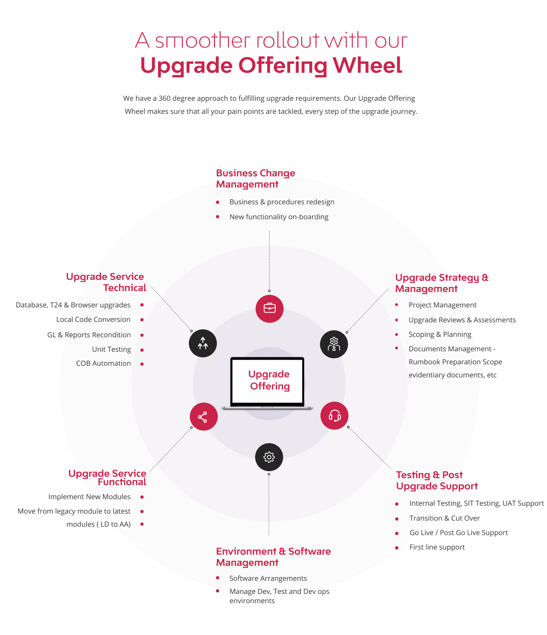 A smoother rollout with our
Upgrade Offering Wheel
We have a 360 degree approach to fulfilling upgrade requirements. Our Upgrade Offering
Wheel makes sure that all your pain points are tackled, every step of the upgrade journey.
Business Change
Management
Business & procedures redesign
New functionality on-boarding
Upgrade Service
Technical
Database, T24 & Browser upgrades
Local Code Conversion
GL & Reports Recondition
Unit Testing
COB Automation
Upgrade Strategy &
Management
Project Management
Upgrade Reviews & Assessments
Scoping & Planning
Documents Management -
Rumbook Preparation Scope
evidentiary documents, etc
Upgrade
Offering
Upgrade Service
Functional
Implement New Modules
Move from legacy module to latest
modules ( LD to AA)
Testing & Post
Upgrade Support
Internal Testing, SIT Testing, UAT Support
Transition & Cut Over
Go Live / Post Go Live Support
First line support
Environment & Software
Management
Software Arrangements
Manage Dev, Test and Dev ops
environments